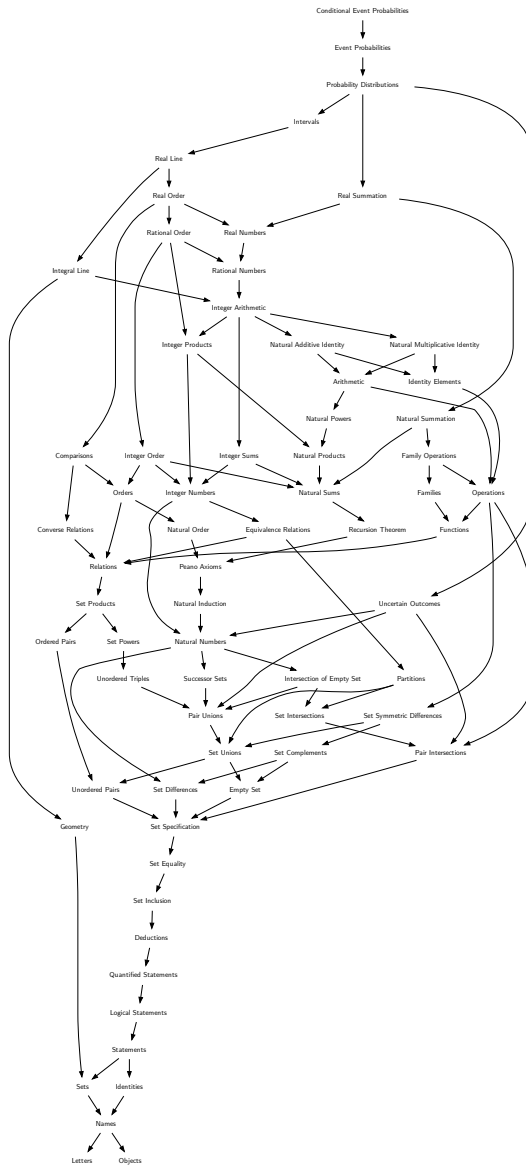 Conditional Event Probabilities
Event Probabilities
Probability Distributions
Intervals
Real Line
Real Order Real Summation
Rational Order Real Numbers
Integral Line Rational Numbers
Integer Arithmetic
Integer Products Natural Additive Identity Natural Multiplicative Identity
Arithmetic Identity Elements
Natural Powers Natural Summation
Comparisons Integer Order Integer Sums Natural Products Family Operations
Orders Integer Numbers Natural Sums Families Operations
Converse Relations Natural Order Equivalence Relations Recursion Theorem Functions
Relations Peano Axioms
Set Products Natural Induction Uncertain Outcomes
Ordered Pairs Set Powers Natural Numbers
Unordered Triples Successor Sets Intersection of Empty Set Partitions
Pair Unions Set Intersections Set Symmetric Differences
Set Unions Set Complements Pair Intersections
Unordered Pairs Set Differences Empty Set
Geometry Set Specification
Set Equality
Set Inclusion
Deductions
Quantified Statements
Logical Statements
Statements
Sets Identities
Names
Letters Objects